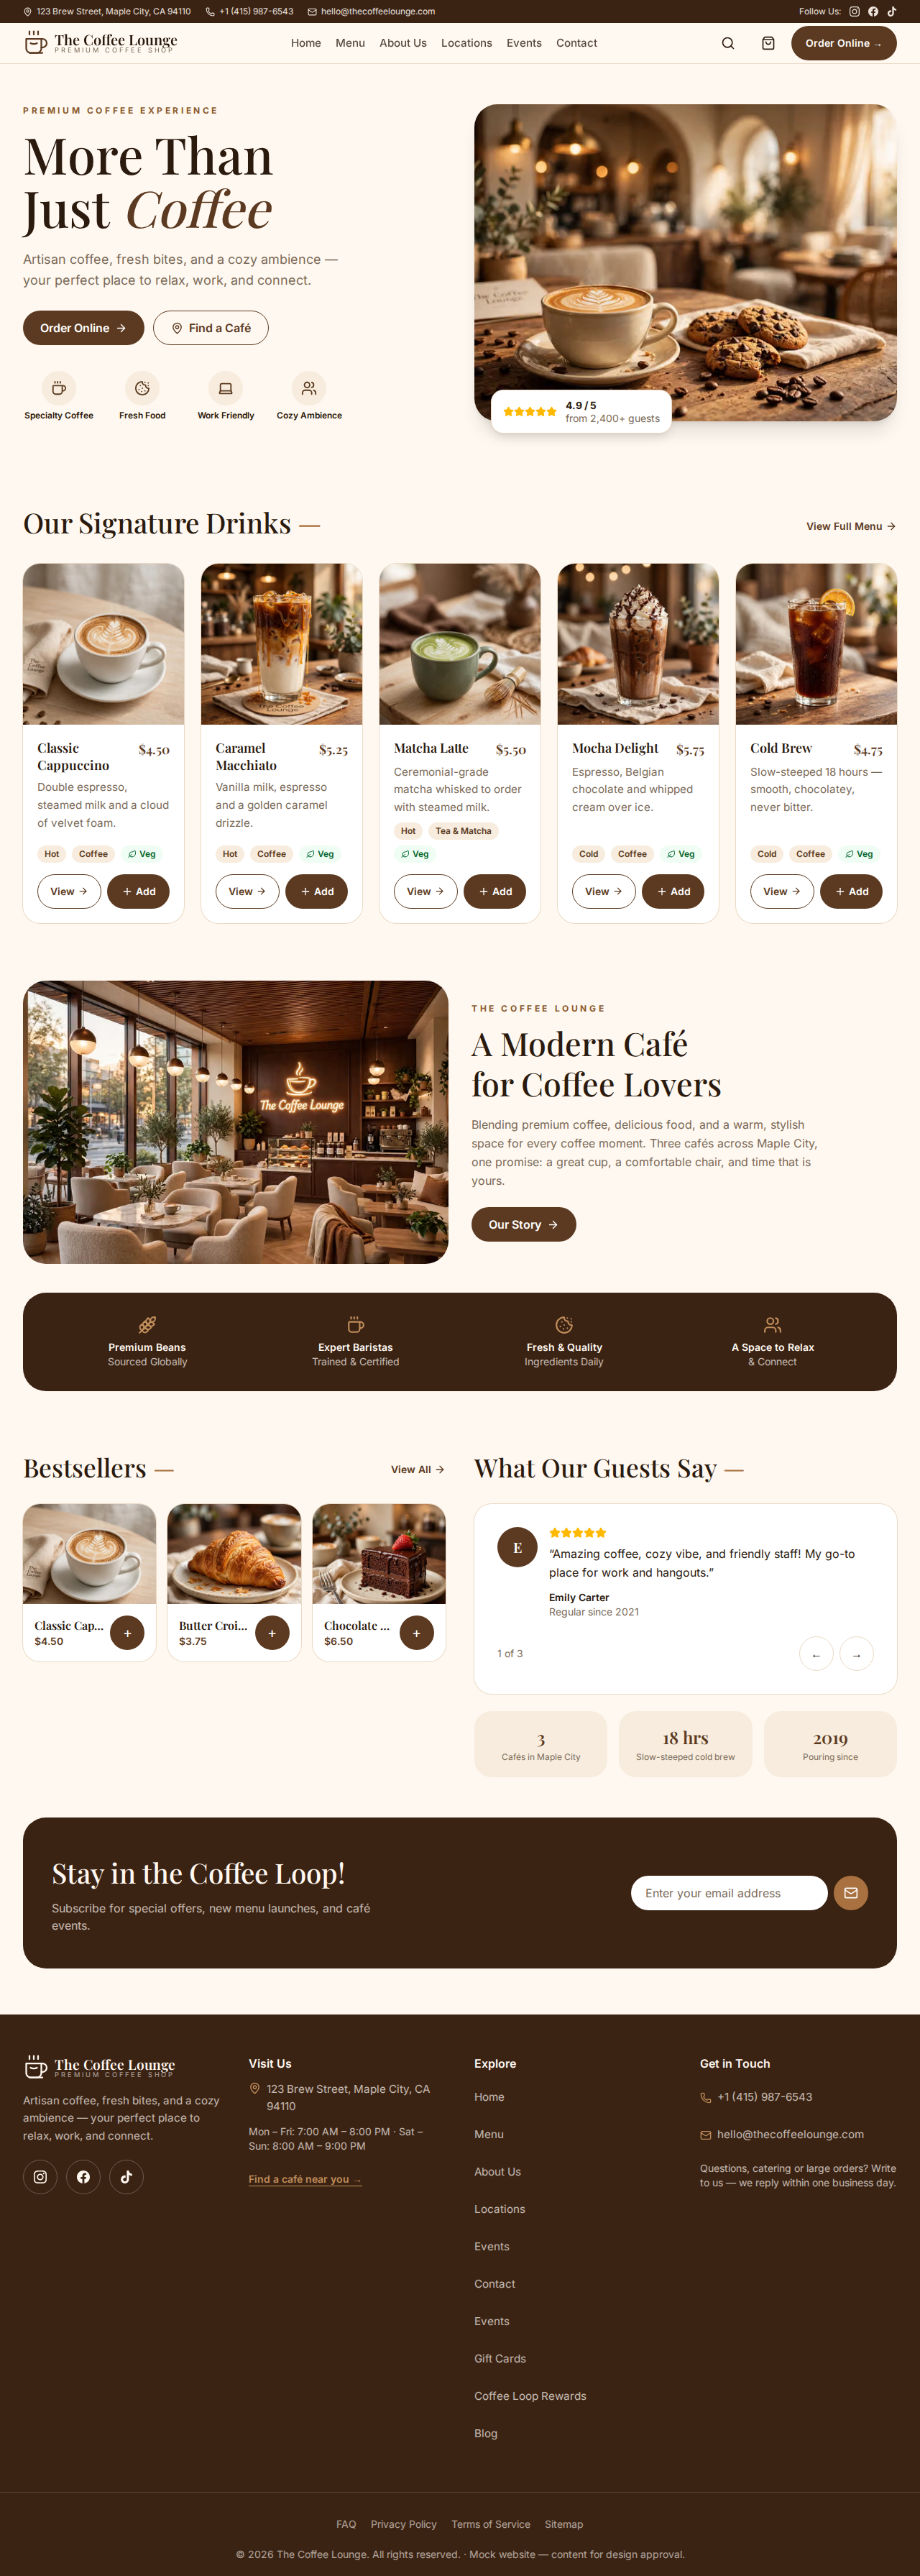 123 Brew Street, Maple City, CA 94110
+1 (415) 987-6543
hello@thecoffeelounge.com
Follow Us:
The Coffee Lounge
PREMIUM COFFEE SHOP
Home
Menu
About Us
Locations
Events
Contact
Order Online →
PREMIUM COFFEE EXPERIENCE
More Than
Just Coffee
Artisan coffee, fresh bites, and a cozy ambience —
your perfect place to relax, work, and connect.
Order Online →
Find a Café
Specialty Coffee
Fresh Food
Work Friendly
Cozy Ambience
4.9 / 5
from 2,400+ guests
Our Signature Drinks —
View Full Menu →
Classic
Cappuccino
$4.50
Double espresso,
steamed milk and a cloud
of velvet foam.
Hot
Coffee
Veg
View →
+ Add
Caramel
Macchiato
$5.25
Vanilla milk, espresso
and a golden caramel
drizzle.
Hot
Coffee
Veg
View →
+ Add
Matcha Latte
$5.50
Ceremonial-grade
matcha whisked to order
with steamed milk.
Hot
Tea & Matcha
Veg
View →
+ Add
Mocha Delight
$5.75
Espresso, Belgian
chocolate and whipped
cream over ice.
Cold
Coffee
Veg
View →
+ Add
Cold Brew
$4.75
Slow-steeped 18 hours —
smooth, chocolatey,
never bitter.
Cold
Coffee
Veg
View →
+ Add
The Coffee Lounge
THE COFFEE LOUNGE
A Modern Café
for Coffee Lovers
Blending premium coffee, delicious food, and a warm, stylish
space for every coffee moment. Three cafés across Maple City,
one promise: a great cup, a comfortable chair, and time that is
yours.
Our Story →
Premium Beans
Sourced Globally
Expert Baristas
Trained & Certified
Fresh & Quality
Ingredients Daily
A Space to Relax
& Connect
Bestsellers —
View All →
Classic Cap...
$4.50
+
Butter Croi...
$3.75
+
Chocolate ...
$6.50
+
What Our Guests Say —
E
“Amazing coffee, cozy vibe, and friendly staff! My go-to
place for work and hangouts.”
Emily Carter
Regular since 2021
1 of 3
←
→
3
Cafés in Maple City
18 hrs
Slow-steeped cold brew
2019
Pouring since
Stay in the Coffee Loop!
Subscribe for special offers, new menu launches, and café
events.
Enter your email address
The Coffee Lounge
PREMIUM COFFEE SHOP
Artisan coffee, fresh bites, and a cozy
ambience — your perfect place to
relax, work, and connect.
Visit Us
123 Brew Street, Maple City, CA
94110
Mon – Fri: 7:00 AM – 8:00 PM · Sat –
Sun: 8:00 AM – 9:00 PM
Find a café near you →
Explore
Home
Menu
About Us
Locations
Events
Contact
Events
Gift Cards
Coffee Loop Rewards
Blog
Get in Touch
+1 (415) 987-6543
hello@thecoffeelounge.com
Questions, catering or large orders? Write
to us — we reply within one business day.
FAQ
Privacy Policy
Terms of Service
Sitemap
© 2026 The Coffee Lounge. All rights reserved. · Mock website — content for design approval.